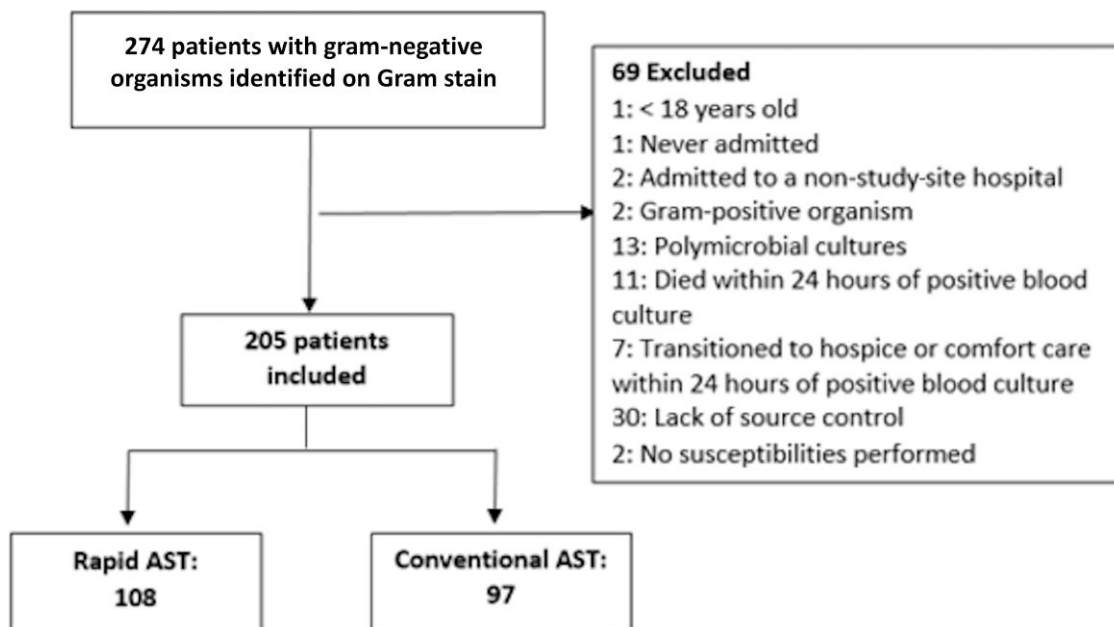 274 patients with gram-negative
organisms identified on Gram stain
69 Excluded
1: < 18 years old
1: Never admitted
2: Admitted to a non-study-site hospital
2: Gram-positive organism
13: Polymicrobial cultures
11: Died within 24 hours of positive blood
culture
7: Transitioned to hospice or comfort care
within 24 hours of positive blood culture
30: Lack of source control
2: No susceptibilities performed
205 patients
included
Rapid AST:
108
Conventional AST:
97